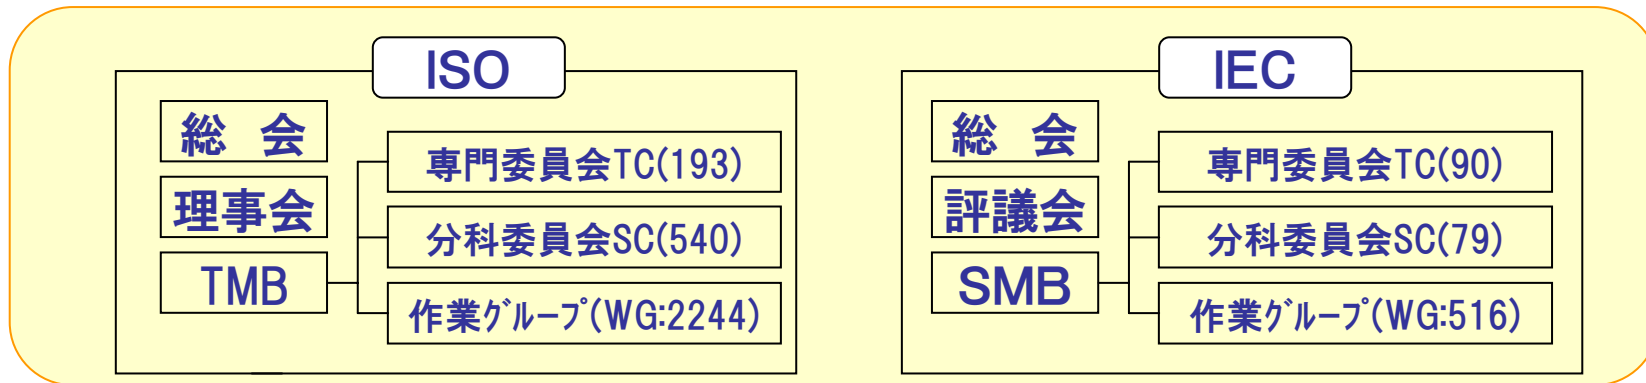 ISO
総 会
理事会
TMB
専門委員会TC(193)
分科委員会SC(540)
作業ｸﾞﾙｰﾌﾟ(WG:2244)
IEC
総 会
評議会
SMB
専門委員会TC(90)
分科委員会SC(79)
作業ｸﾞﾙｰﾌﾟ(WG:516)